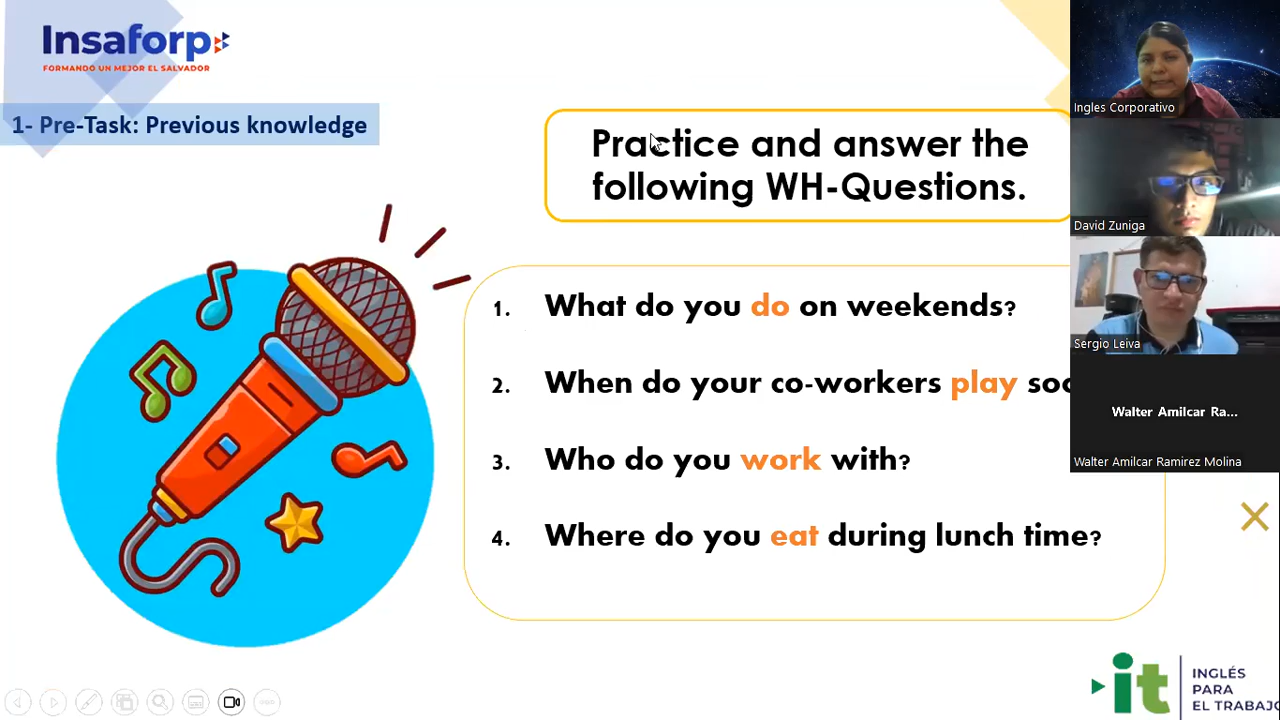 Insaforp
FORMANDO UN MEJOR EL SALVADOR
1- Pre-Task: Previous knowledge
Practice and answer the
following WH-Questions.
1. What do you do on weekends?
2. When do your co-workers play soc
3. Who do you work with?
4. Where do you eat during lunch time?
Ingles Corporativo
David Zuniga
Sergio Leiva
Walter Amilcar Ra...
Walter Amilcar Ramirez Molina
it
INGLÉS
PARA
EL TRABAJO